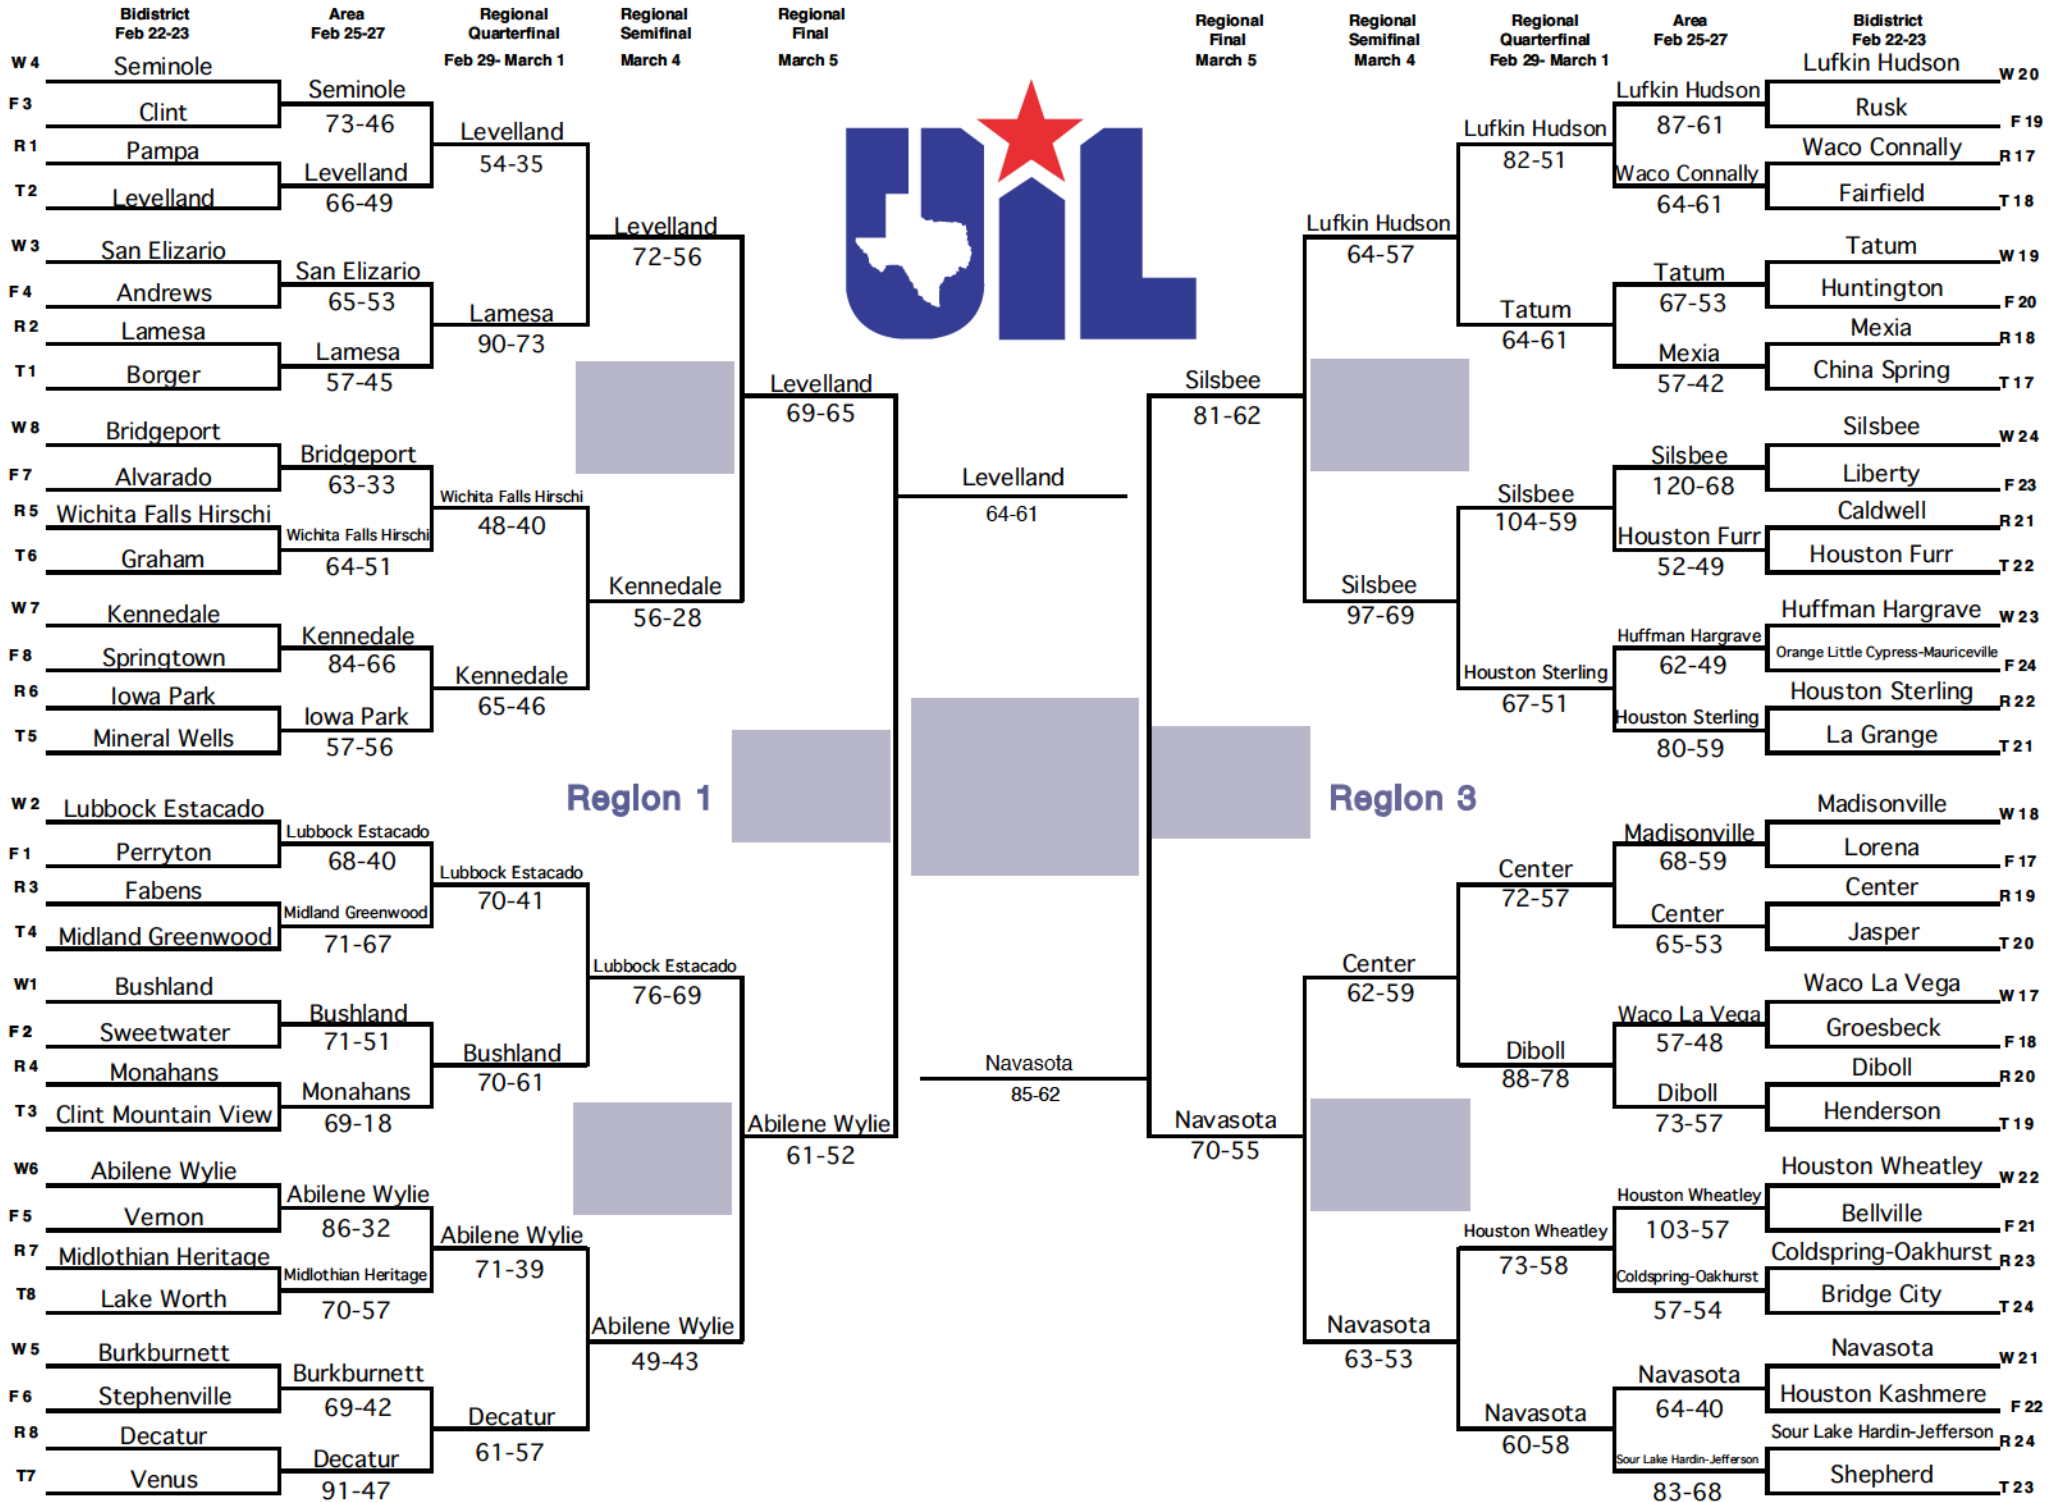 Bidistrict
Feb 22-23
Area
Feb 25-27
Regional
Quarterfinal
Feb 29- March 1
Regional
Semifinal
March 4
Regional
Final
March 5
W 4
Seminole
F 3
Clint
Seminole
73-46
R 1
Pampa
T 2
Levelland
Levelland
66-49
Levelland
54-35
W 3
San Elizario
F 4
Andrews
San Elizario
65-53
R 2
Lamesa
T 1
Borger
Lamesa
57-45
Lamesa
90-73
Levelland
72-56
W 8
Bridgeport
F 7
Alvarado
Bridgeport
63-33
R 5
Wichita Falls Hirschi
T 6
Graham
Wichita Falls Hirschi
64-51
Wichita Falls Hirschi
48-40
W 7
Kennedale
F 8
Springtown
Kennedale
84-66
R 6
Iowa Park
T 5
Mineral Wells
Iowa Park
57-56
Kennedale
65-46
Kennedale
56-28
Levelland
69-65
Region 1
W 2
Lubbock Estacado
F 1
Perryton
Lubbock Estacado
68-40
R 3
Fabens
T 4
Midland Greenwood
Midland Greenwood
71-67
Lubbock Estacado
70-41
W1
Bushland
F 2
Sweetwater
Bushland
71-51
R 4
Monahans
T 3
Clint Mountain View
Monahans
69-18
Bushland
70-61
Lubbock Estacado
76-69
W6
Abilene Wylie
F 5
Vernon
Abilene Wylie
86-32
R 7
Midlothian Heritage
T8
Lake Worth
Midlothian Heritage
70-57
Abilene Wylie
71-39
W 5
Burkburnett
F 6
Stephenville
Burkburnett
69-42
R 8
Decatur
T7
Venus
Decatur
91-47
Decatur
61-57
Abilene Wylie
49-43
Abilene Wylie
61-52
Levelland
64-61
UIL
Navasota
85-62
Regional
Final
March 5
Regional
Semifinal
March 4
Regional
Quarterfinal
Feb 29- March 1
Area
Feb 25-27
Bidistrict
Feb 22-23
Lufkin Hudson
W 20
Rusk
F 19
Lufkin Hudson
87-61
Waco Connally
R 17
Fairfield
T 18
Waco Connally
64-61
Lufkin Hudson
82-51
Tatum
W 19
Huntington
F 20
Tatum
67-53
Mexia
R 18
China Spring
T 17
Mexia
57-42
Tatum
64-61
Lufkin Hudson
64-57
Silsbee
W 24
Liberty
F 23
Silsbee
120-68
Caldwell
R 21
Houston Furr
T 22
Houston Furr
52-49
Silsbee
104-59
Huffman Hargrave
W 23
Orange Little Cypress-Mauriceville
F 24
Huffman Hargrave
62-49
Houston Sterling
R 22
La Grange
T 21
Houston Sterling
80-59
Houston Sterling
67-51
Silsbee
97-69
Silsbee
81-62
Region 3
Madisonville
W 18
Lorena
F 17
Madisonville
68-59
Center
R 19
Jasper
T 20
Center
65-53
Center
72-57
Waco La Vega
W 17
Groesbeck
F 18
Waco La Vega
57-48
Diboll
R 20
Henderson
T 19
Diboll
73-57
Diboll
88-78
Center
62-59
Houston Wheatley
W 22
Bellville
F 21
Houston Wheatley
103-57
Coldspring-Oakhurst
R 23
Bridge City
T 24
Coldspring-Oakhurst
57-54
Houston Wheatley
73-58
Navasota
W 21
Houston Kashmere
F 22
Navasota
64-40
Sour Lake Hardin-Jefferson
R 24
Shepherd
T 23
Sour Lake Hardin-Jefferson
83-68
Navasota
60-58
Navasota
63-53
Navasota
70-55